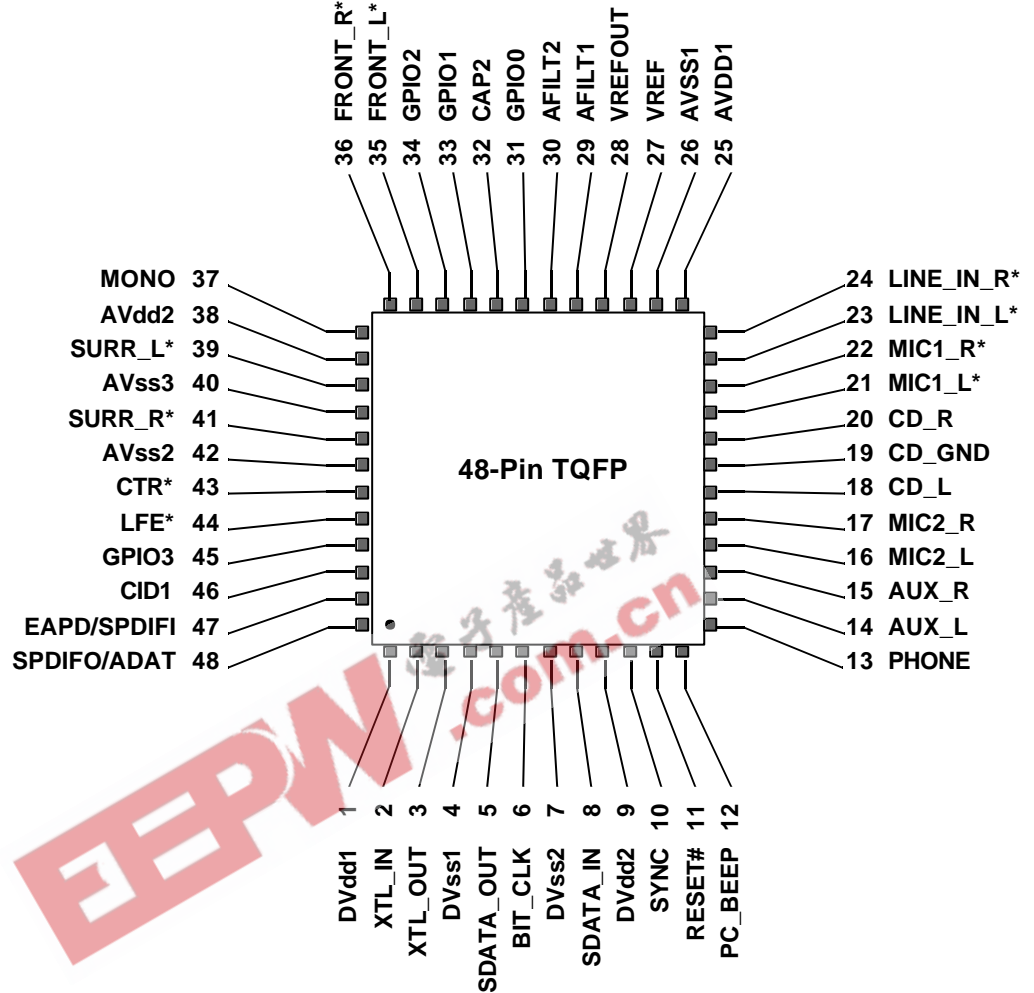 36 FRONT_R*
35 FRONT_L*
34 GPIO2
33 GPIO1
32 CAP2
31 GPIO0
30 AFILT2
29 AFILT1
28 VREFOUT
27 VREF
26 AVSS1
25 AVDD1
MONO 37
AVdd2 38
SURR_L* 39
AVss3 40
SURR_R* 41
AVss2 42
CTR* 43
LFE* 44
GPIO3 45
CID1 46
EAPD/SPDIFI 47
SPDIFO/ADAT 48
24 LINE_IN_R*
23 LINE_IN_L*
22 MIC1_R*
21 MIC1_L*
20 CD_R
19 CD_GND
18 CD_L
17 MIC2_R
16 MIC2_L
15 AUX_R
14 AUX_L
13 PHONE
48-Pin TQFP
電子產品世界
EEPW .com.cn
DVdd1 1
XTL_IN 2
XTL_OUT 3
DVss1 4
SDATA_OUT 5
BIT_CLK 6
DVss2 7
SDATA_IN 8
DVdd2 9
SYNC 10
RESET# 11
PC_BEEP 12